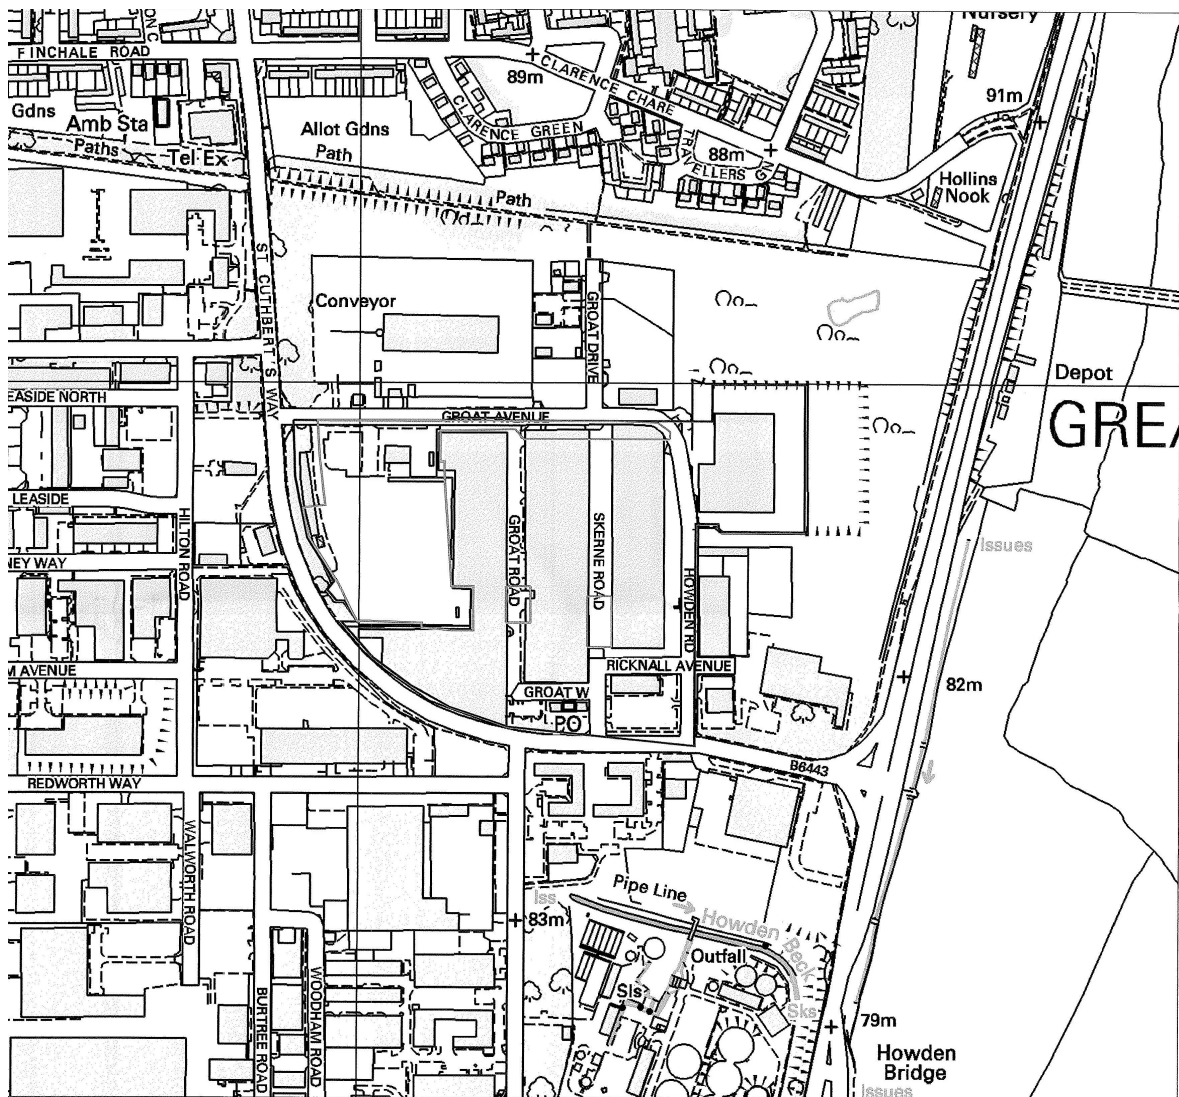 Nursery
FINCHALE ROAD
89m
CLARENCE CHARE
91m
Gdns
Amb Sta
Allot Gdns
CLARENCE GREEN
Paths
Tel Ex
Path
88m
TRAVELLERS
Hollins
Nook
Path
ST CUTHBERT'S WAY
Conveyor
GROAT DRIVE
Depot
EASIDE NORTH
GROAT AVENUE
GREA
LEASIDE
HILTON ROAD
GROAT ROAD
SKERNE ROAD
Issues
NEY WAY
HOWDEN RD
M AVENUE
RICKNALL AVENUE
82m
GROAT W
PO
B6443
REDWORTH WAY
WALWORTH ROAD
Pipe Line
Iss
83m
Howden Beck
Outfall
Sls
Sks
BURTREE ROAD
WOODHAM ROAD
79m
Howden
Bridge
Issues